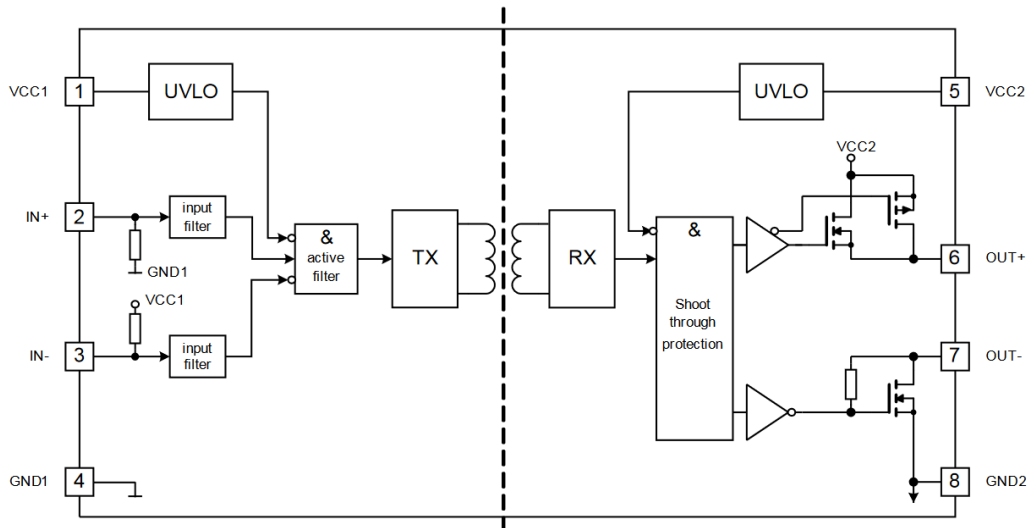 VCC1
1
UVLO
UVLO
5
VCC2
VCC2
IN+
2
input
filter
GND1
&
active
filter
TX
RX
&
Shoot
through
protection
6
OUT+
VCC1
IN-
3
input
filter
7
OUT-
GND1
4
8
GND2